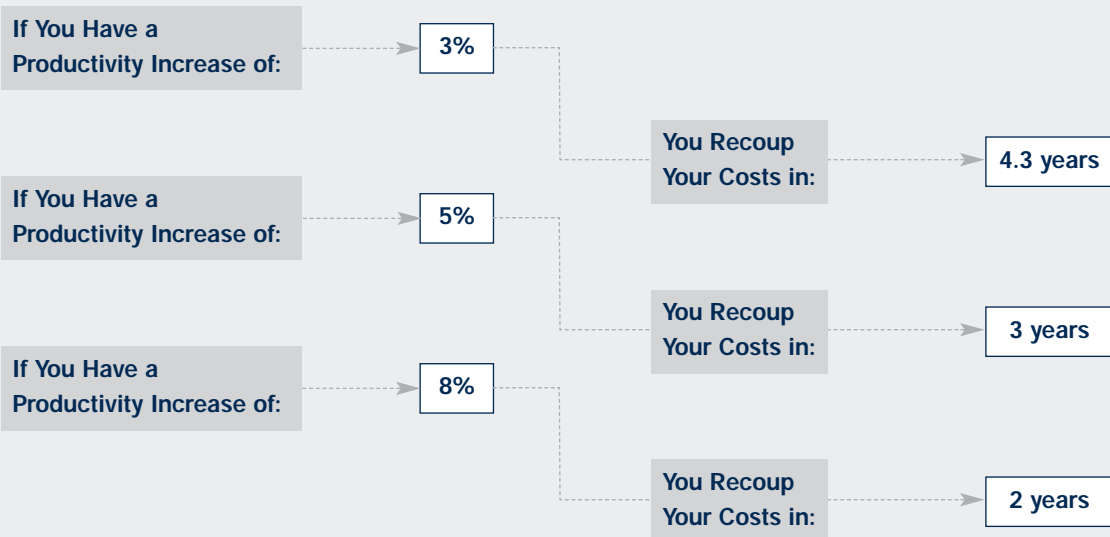 If You Have a
Productivity Increase of:
3%
You Recoup
Your Costs in:
4.3 years
If You Have a
Productivity Increase of:
5%
You Recoup
Your Costs in:
3 years
If You Have a
Productivity Increase of:
8%
You Recoup
Your Costs in:
2 years